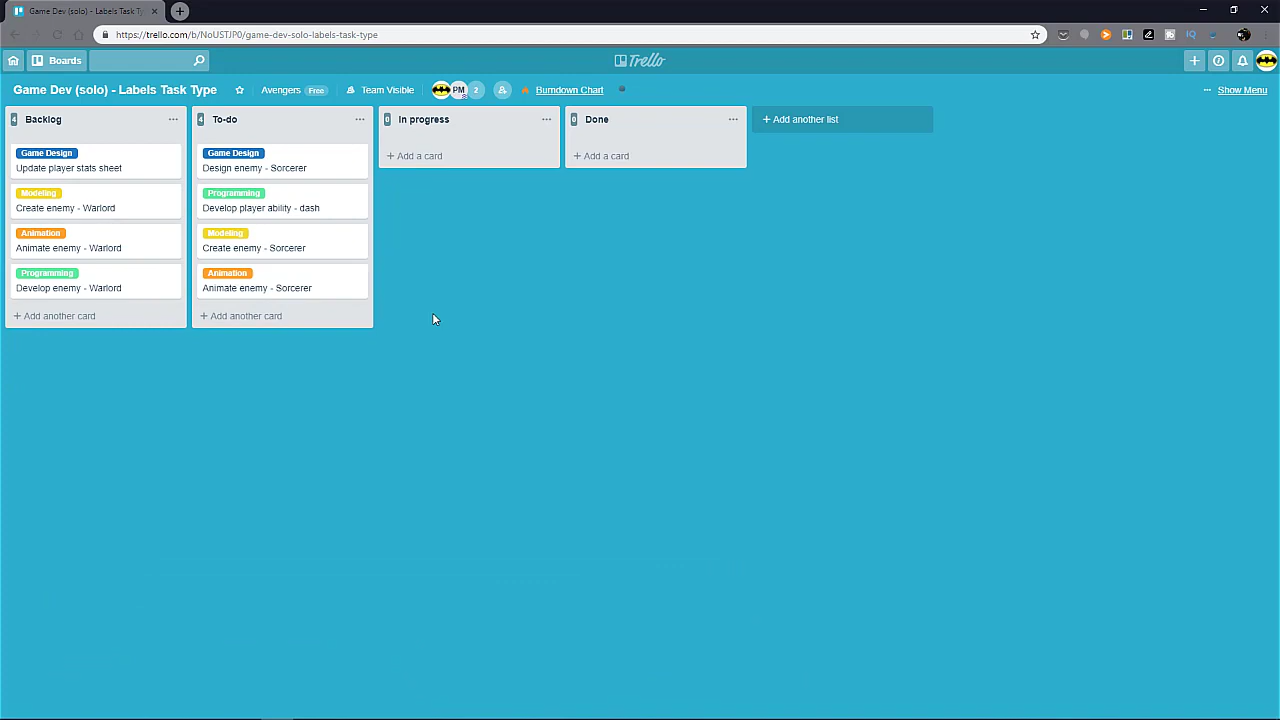 Game Dev (solo) - Labels Task Ty
https://trello.com/b/NoUSTJP0/game-dev-solo-labels-task-type
Boards
Trello
Game Dev (solo) - Labels Task Type
Avengers Free
Team Visible
PM
2
Burndown Chart
Show Menu
4 Backlog
Game Design
Update player stats sheet
Modeling
Create enemy - Warlord
Animation
Animate enemy - Warlord
Programming
Develop enemy - Warlord
+ Add another card
4 To-do
Game Design
Design enemy - Sorcerer
Programming
Develop player ability - dash
Modeling
Create enemy - Sorcerer
Animation
Animate enemy - Sorcerer
+ Add another card
0 In progress
+ Add a card
0 Done
+ Add a card
+ Add another list